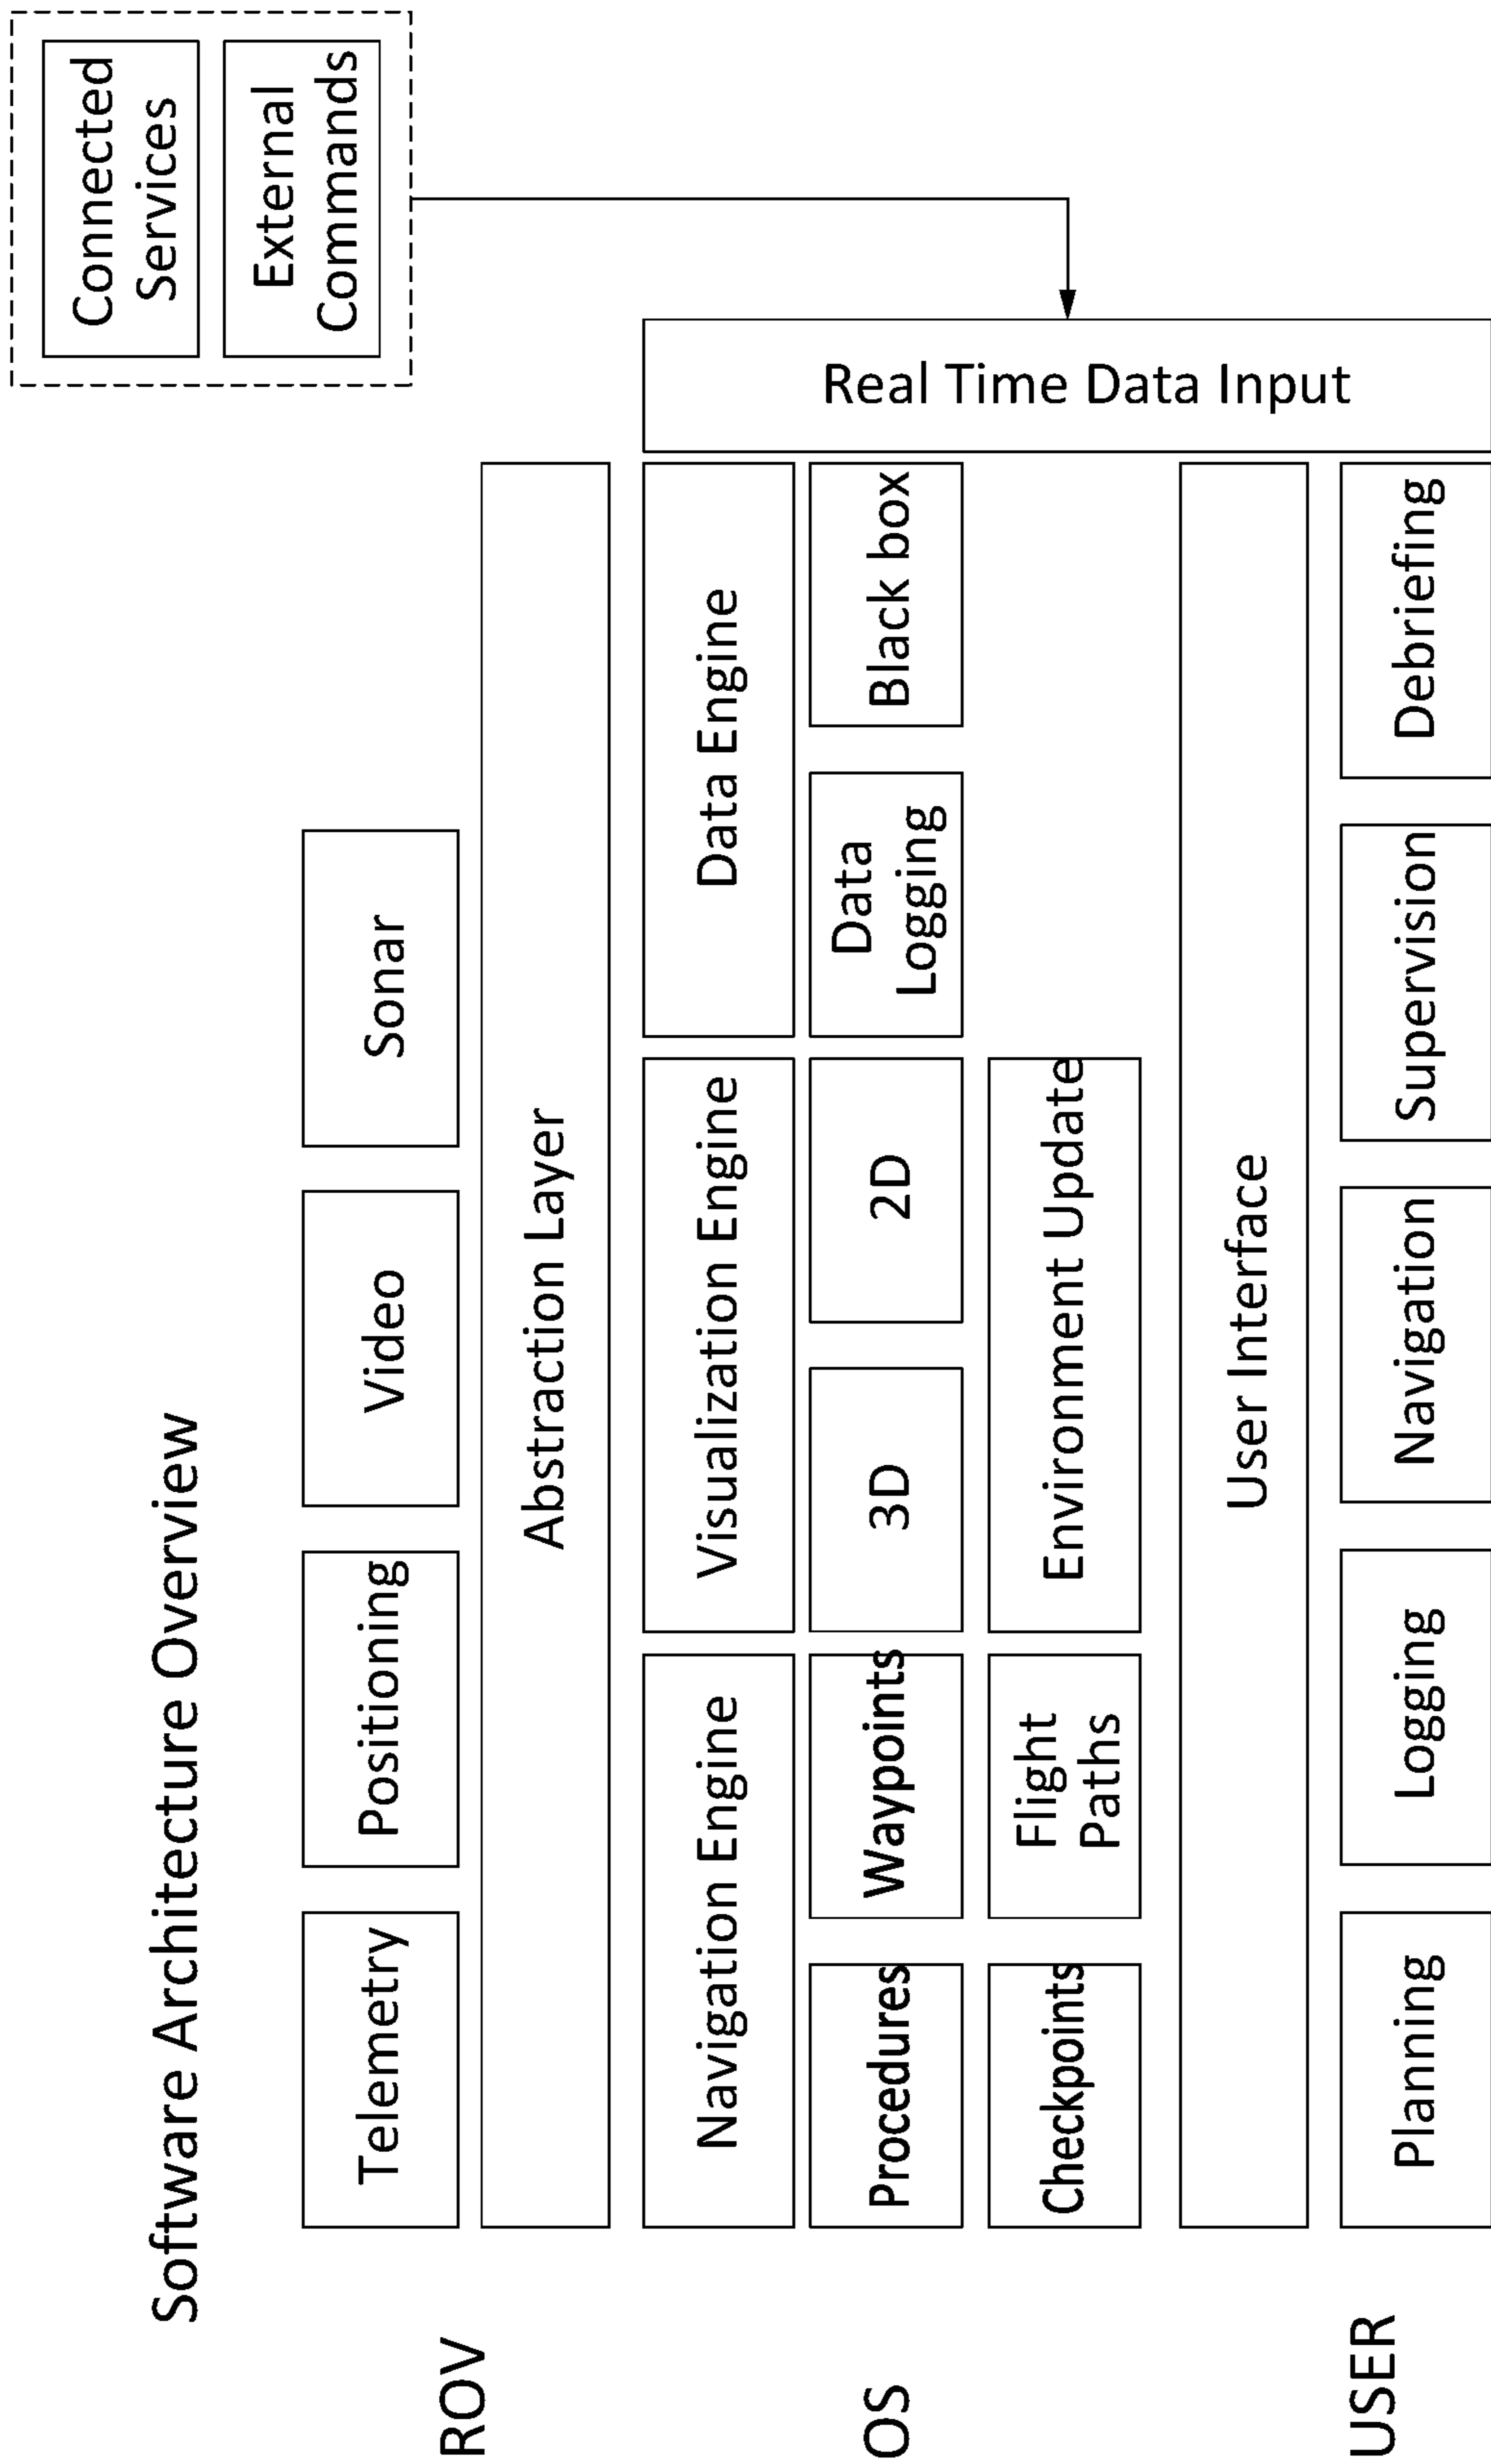 Software Architecture Overview
Connected
Services
External
Commands
ROV
Telemetry
Positioning
Video
Sonar
Abstraction Layer
OS
Navigation Engine
Visualization Engine
Data Engine
Real Time Data Input
Procedures
Waypoints
3D
2D
Data
Logging
Black box
Checkpoints
Flight
Paths
Environment Update
User Interface
USER
Planning
Logging
Navigation
Supervision
Debriefing